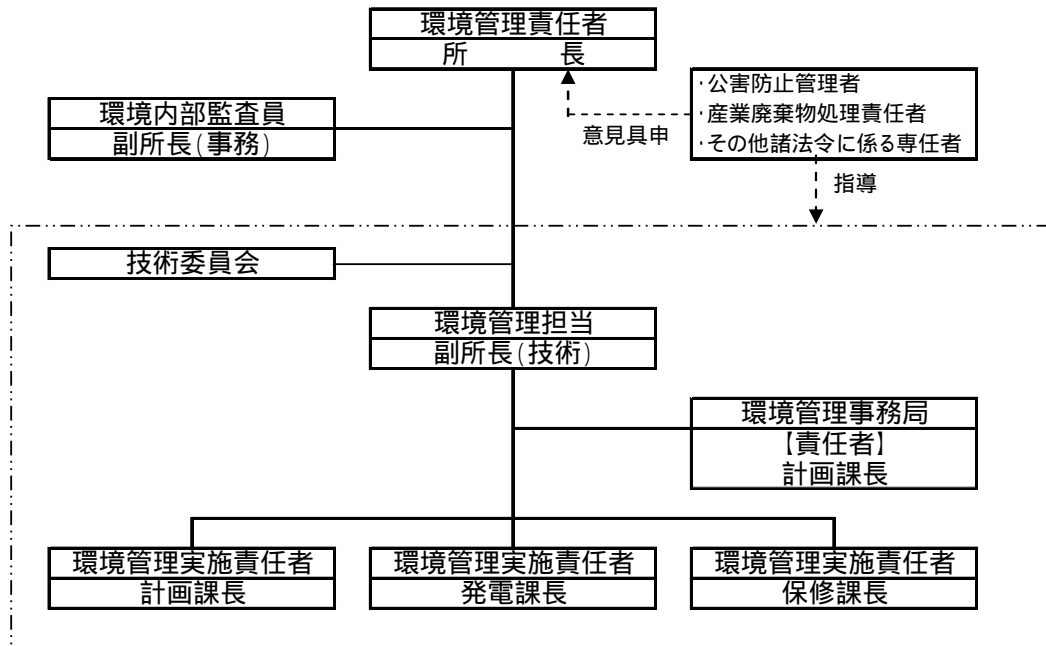 環境管理責任者
所　　　長
・公害防止管理者
・産業廃棄物処理責任者
・その他諸法令に係る専任者
意見具申
環境内部監査員
副所長(事務)
指導
技術委員会
環境管理担当
副所長(技術)
環境管理事務局
【責任者】
計画課長
環境管理実施責任者
計画課長
環境管理実施責任者
発電課長
環境管理実施責任者
保修課長